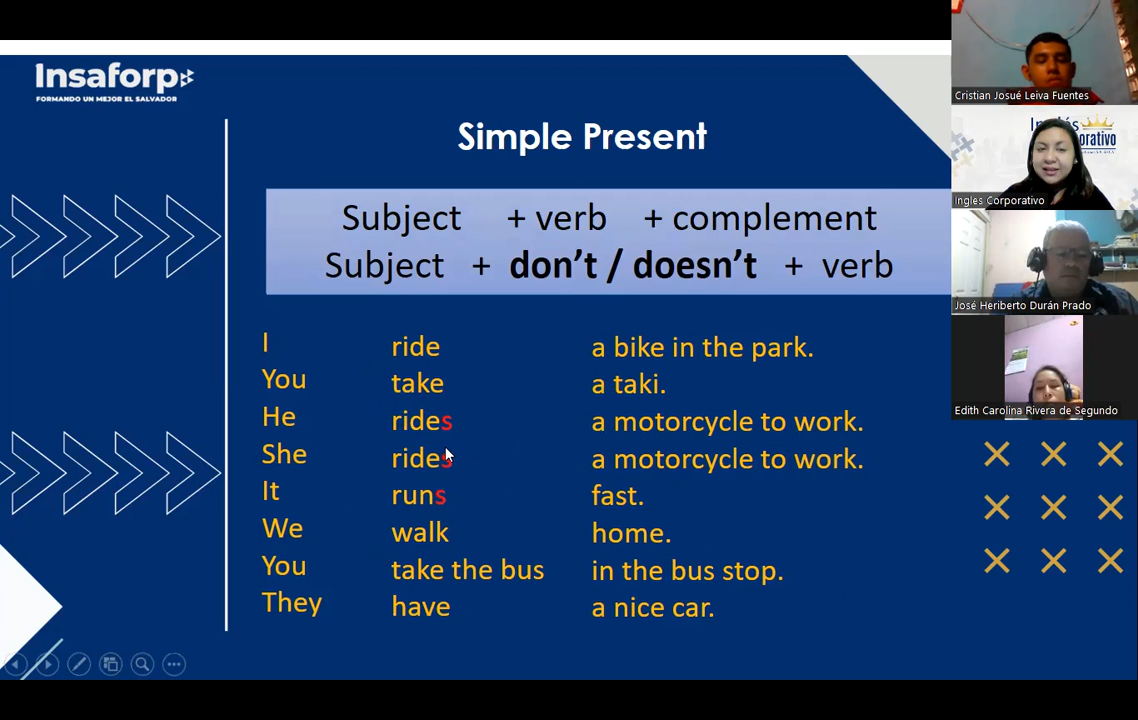 Insaforp
FORMANDO UN MEJOR EL SALVADOR
Simple Present
Subject + verb + complement
Subject + don't / doesn't + verb
I ride a bike in the park.
You take a taki.
He rides a motorcycle to work.
She rides a motorcycle to work.
It runs fast.
We walk home.
You take the bus in the bus stop.
They have a nice car.
Cristian Josué Leiva Fuentes
Ingles Corporativo
José Heriberto Durán Prado
Edith Carolina Rivera de Segundo